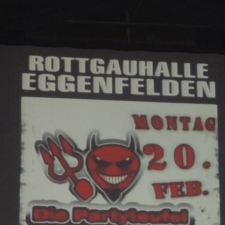 ROTTGAUHALLE
EGGENFELDEN
MONTAG
20.
FEB.
Die Partyteufel